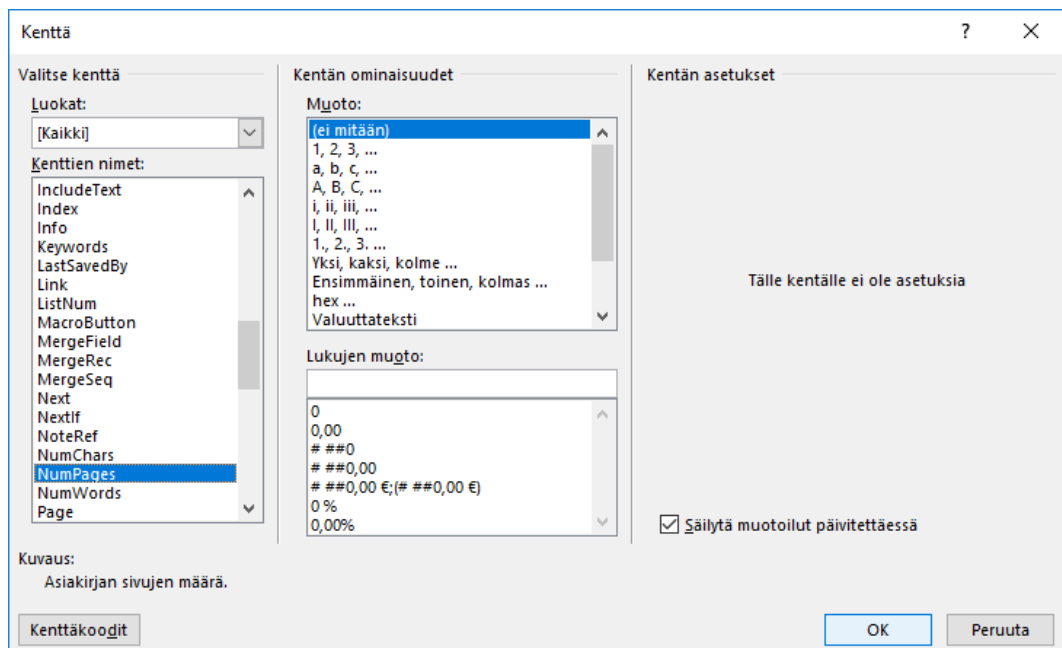 Kenttä
?
Valitse kenttä
Luokat:
[Kaikki]
Kenttien nimet:
IncludeText
Index
Info
Keywords
LastSavedBy
Link
ListNum
MacroButton
MergeField
MergeRec
MergeSeq
Next
NextIf
NoteRef
NumChars
NumPages
NumWords
Page
Kentän ominaisuudet
Muoto:
(ei mitään)
1, 2, 3, ...
a, b, c, ...
A, B, C, ...
i, ii, iii, ...
I, II, III, ...
1., 2., 3. ...
Yksi, kaksi, kolme ...
Ensimmäinen, toinen, kolmas ...
hex ...
Valuuttateksti
Lukujen muoto:
0
0,00
# ##0
# ##0,00
# ##0,00 €;(# ##0,00 €)
0 %
0,00%
Kentän asetukset
Tälle kentälle ei ole asetuksia
Säilytä muotoilut päivitettäessä
Kuvaus:
Asiakirjan sivujen määrä.
Kenttäkoodit
OK
Peruuta